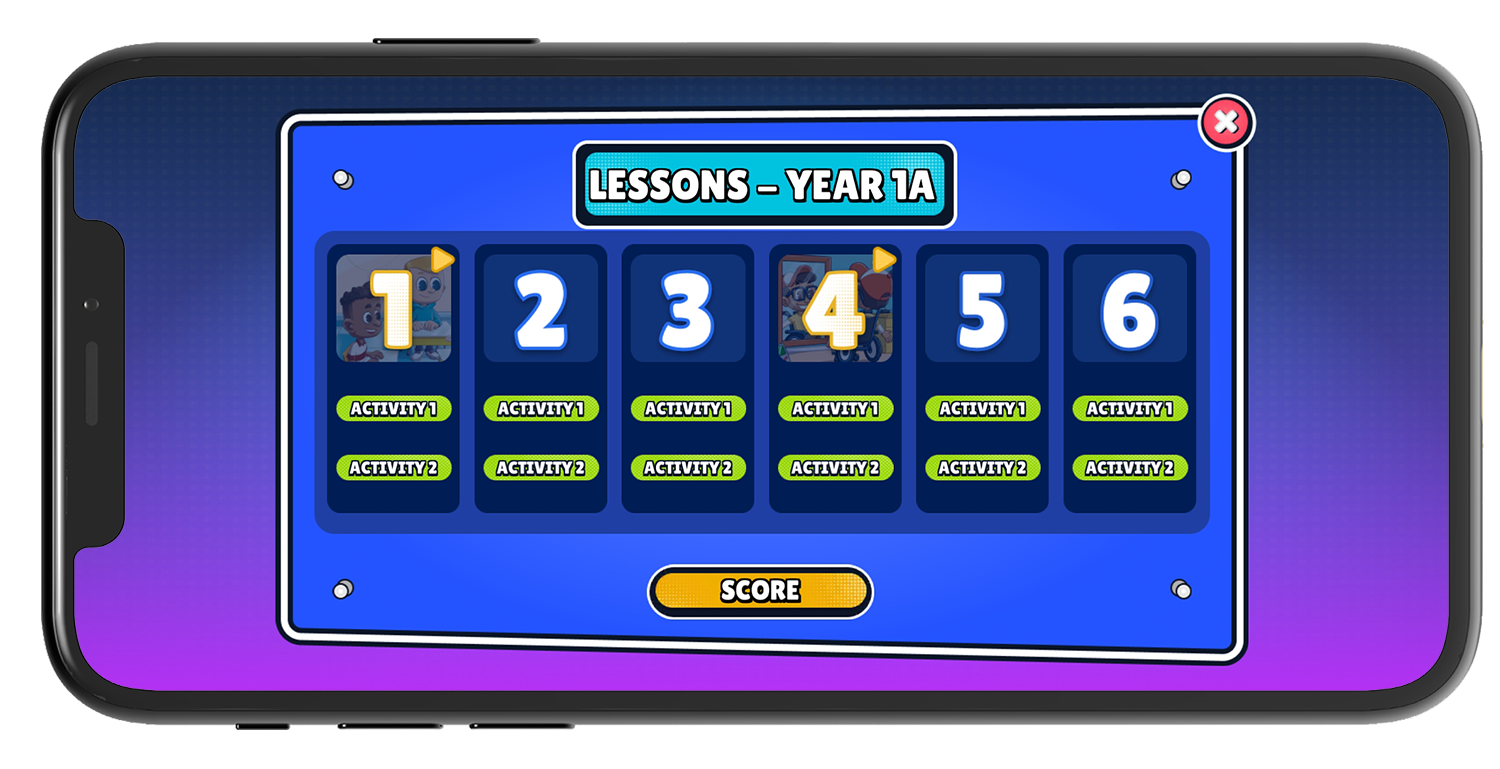 LESSONS – YEAR 1A
1 2 3 4 5 6
ACTIVITY 1 ACTIVITY 1 ACTIVITY 1 ACTIVITY 1 ACTIVITY 1 ACTIVITY 1
ACTIVITY 2 ACTIVITY 2 ACTIVITY 2 ACTIVITY 2 ACTIVITY 2 ACTIVITY 2
SCORE